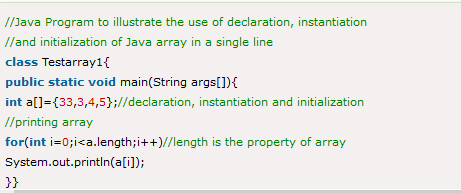 //Java Program to illustrate the use of declaration, instantiation
//and initialization of Java array in a single line
class Testarray1{
public static void main(String args[]){
int a[]={33,3,4,5};//declaration, instantiation and initialization
//printing array
for(int i=0;i<a.length;i++)//length is the property of array
System.out.println(a[i]);
}}